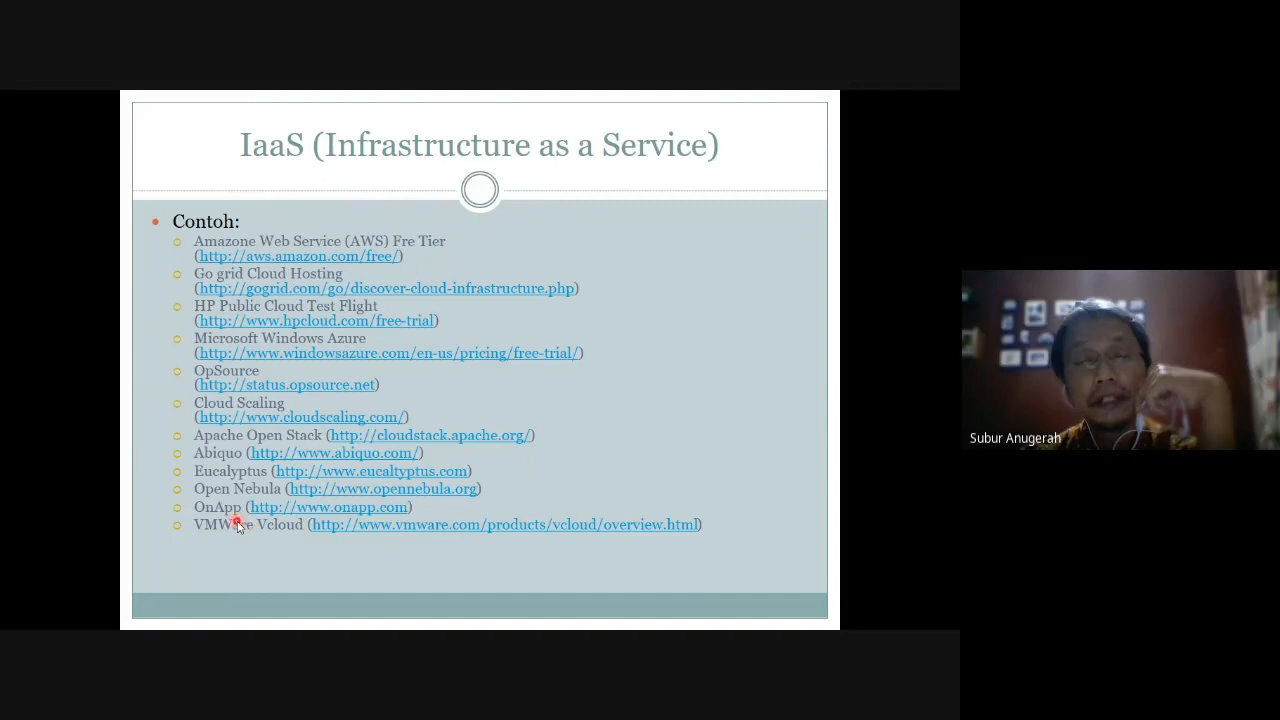 IaaS (Infrastructure as a Service)
Contoh:
Amazone Web Service (AWS) Fre Tier
(http://aws.amazon.com/free/)
Go grid Cloud Hosting
(http://gogrid.com/go/discover-cloud-infrastructure.php)
HP Public Cloud Test Flight
(http://www.hpcloud.com/free-trial)
Microsoft Windows Azure
(http://www.windowsazure.com/en-us/pricing/free-trial/)
OpSource
(http://status.opsource.net)
Cloud Scaling
(http://www.cloudscaling.com/)
Apache Open Stack (http://cloudstack.apache.org/)
Abiquo (http://www.abiquo.com/)
Eucalyptus (http://www.eucaltyptus.com)
Open Nebula (http://www.opennebula.org)
OnApp (http://www.onapp.com)
VMWare Vcloud (http://www.vmware.com/products/vcloud/overview.html)
Subur Anugerah